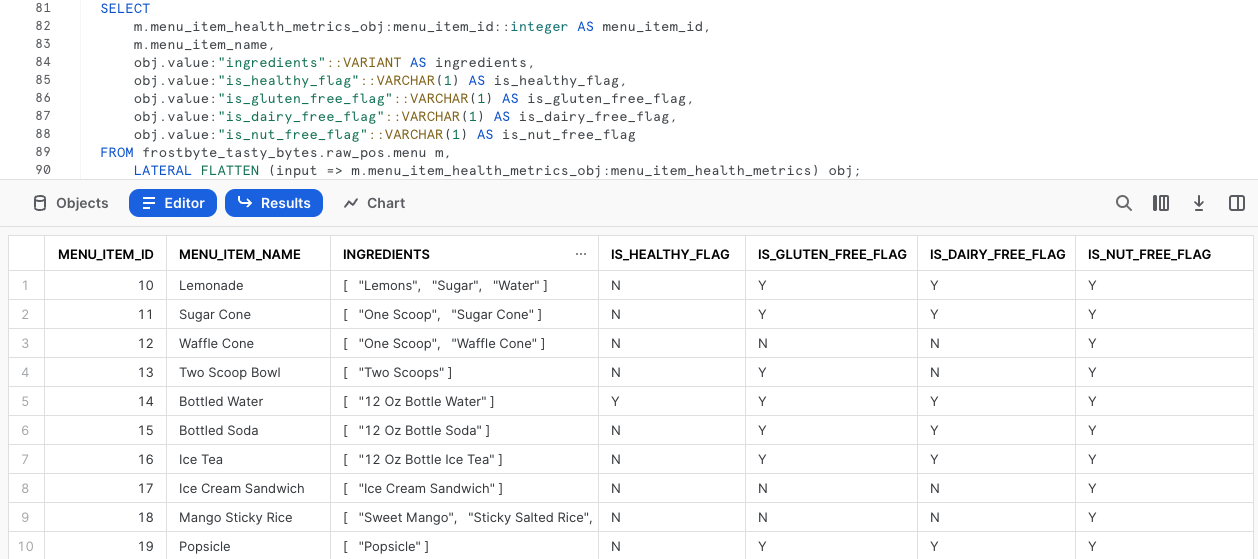 81 SELECT
82 m.menu_item_health_metrics_obj:menu_item_id::integer AS menu_item_id,
83 m.menu_item_name,
84 obj.value:"ingredients"::VARIANT AS ingredients,
85 obj.value:"is_healthy_flag"::VARCHAR(1) AS is_healthy_flag,
86 obj.value:"is_gluten_free_flag"::VARCHAR(1) AS is_gluten_free_flag,
87 obj.value:"is_dairy_free_flag"::VARCHAR(1) AS is_dairy_free_flag,
88 obj.value:"is_nut_free_flag"::VARCHAR(1) AS is_nut_free_flag
89 FROM frostbyte_tasty_bytes.raw_pos.menu m,
90 LATERAL FLATTEN (input => m.menu_item_health_metrics_obj:menu_item_health_metrics) obj;
Objects Editor Results Chart
MENU_ITEM_ID MENU_ITEM_NAME INGREDIENTS ... IS_HEALTHY_FLAG IS_GLUTEN_FREE_FLAG IS_DAIRY_FREE_FLAG IS_NUT_FREE_FLAG
1 10 Lemonade [ "Lemons", "Sugar", "Water" ] N Y Y Y
2 11 Sugar Cone [ "One Scoop", "Sugar Cone" ] N Y Y Y
3 12 Waffle Cone [ "One Scoop", "Waffle Cone" ] N N N Y
4 13 Two Scoop Bowl [ "Two Scoops" ] N Y N Y
5 14 Bottled Water [ "12 Oz Bottle Water" ] Y Y Y Y
6 15 Bottled Soda [ "12 Oz Bottle Soda" ] N Y Y Y
7 16 Ice Tea [ "12 Oz Bottle Ice Tea" ] N Y Y Y
8 17 Ice Cream Sandwich [ "Ice Cream Sandwich" ] N N N Y
9 18 Mango Sticky Rice [ "Sweet Mango", "Sticky Salted Rice", N N N Y
10 19 Popsicle [ "Popsicle" ] N Y Y Y